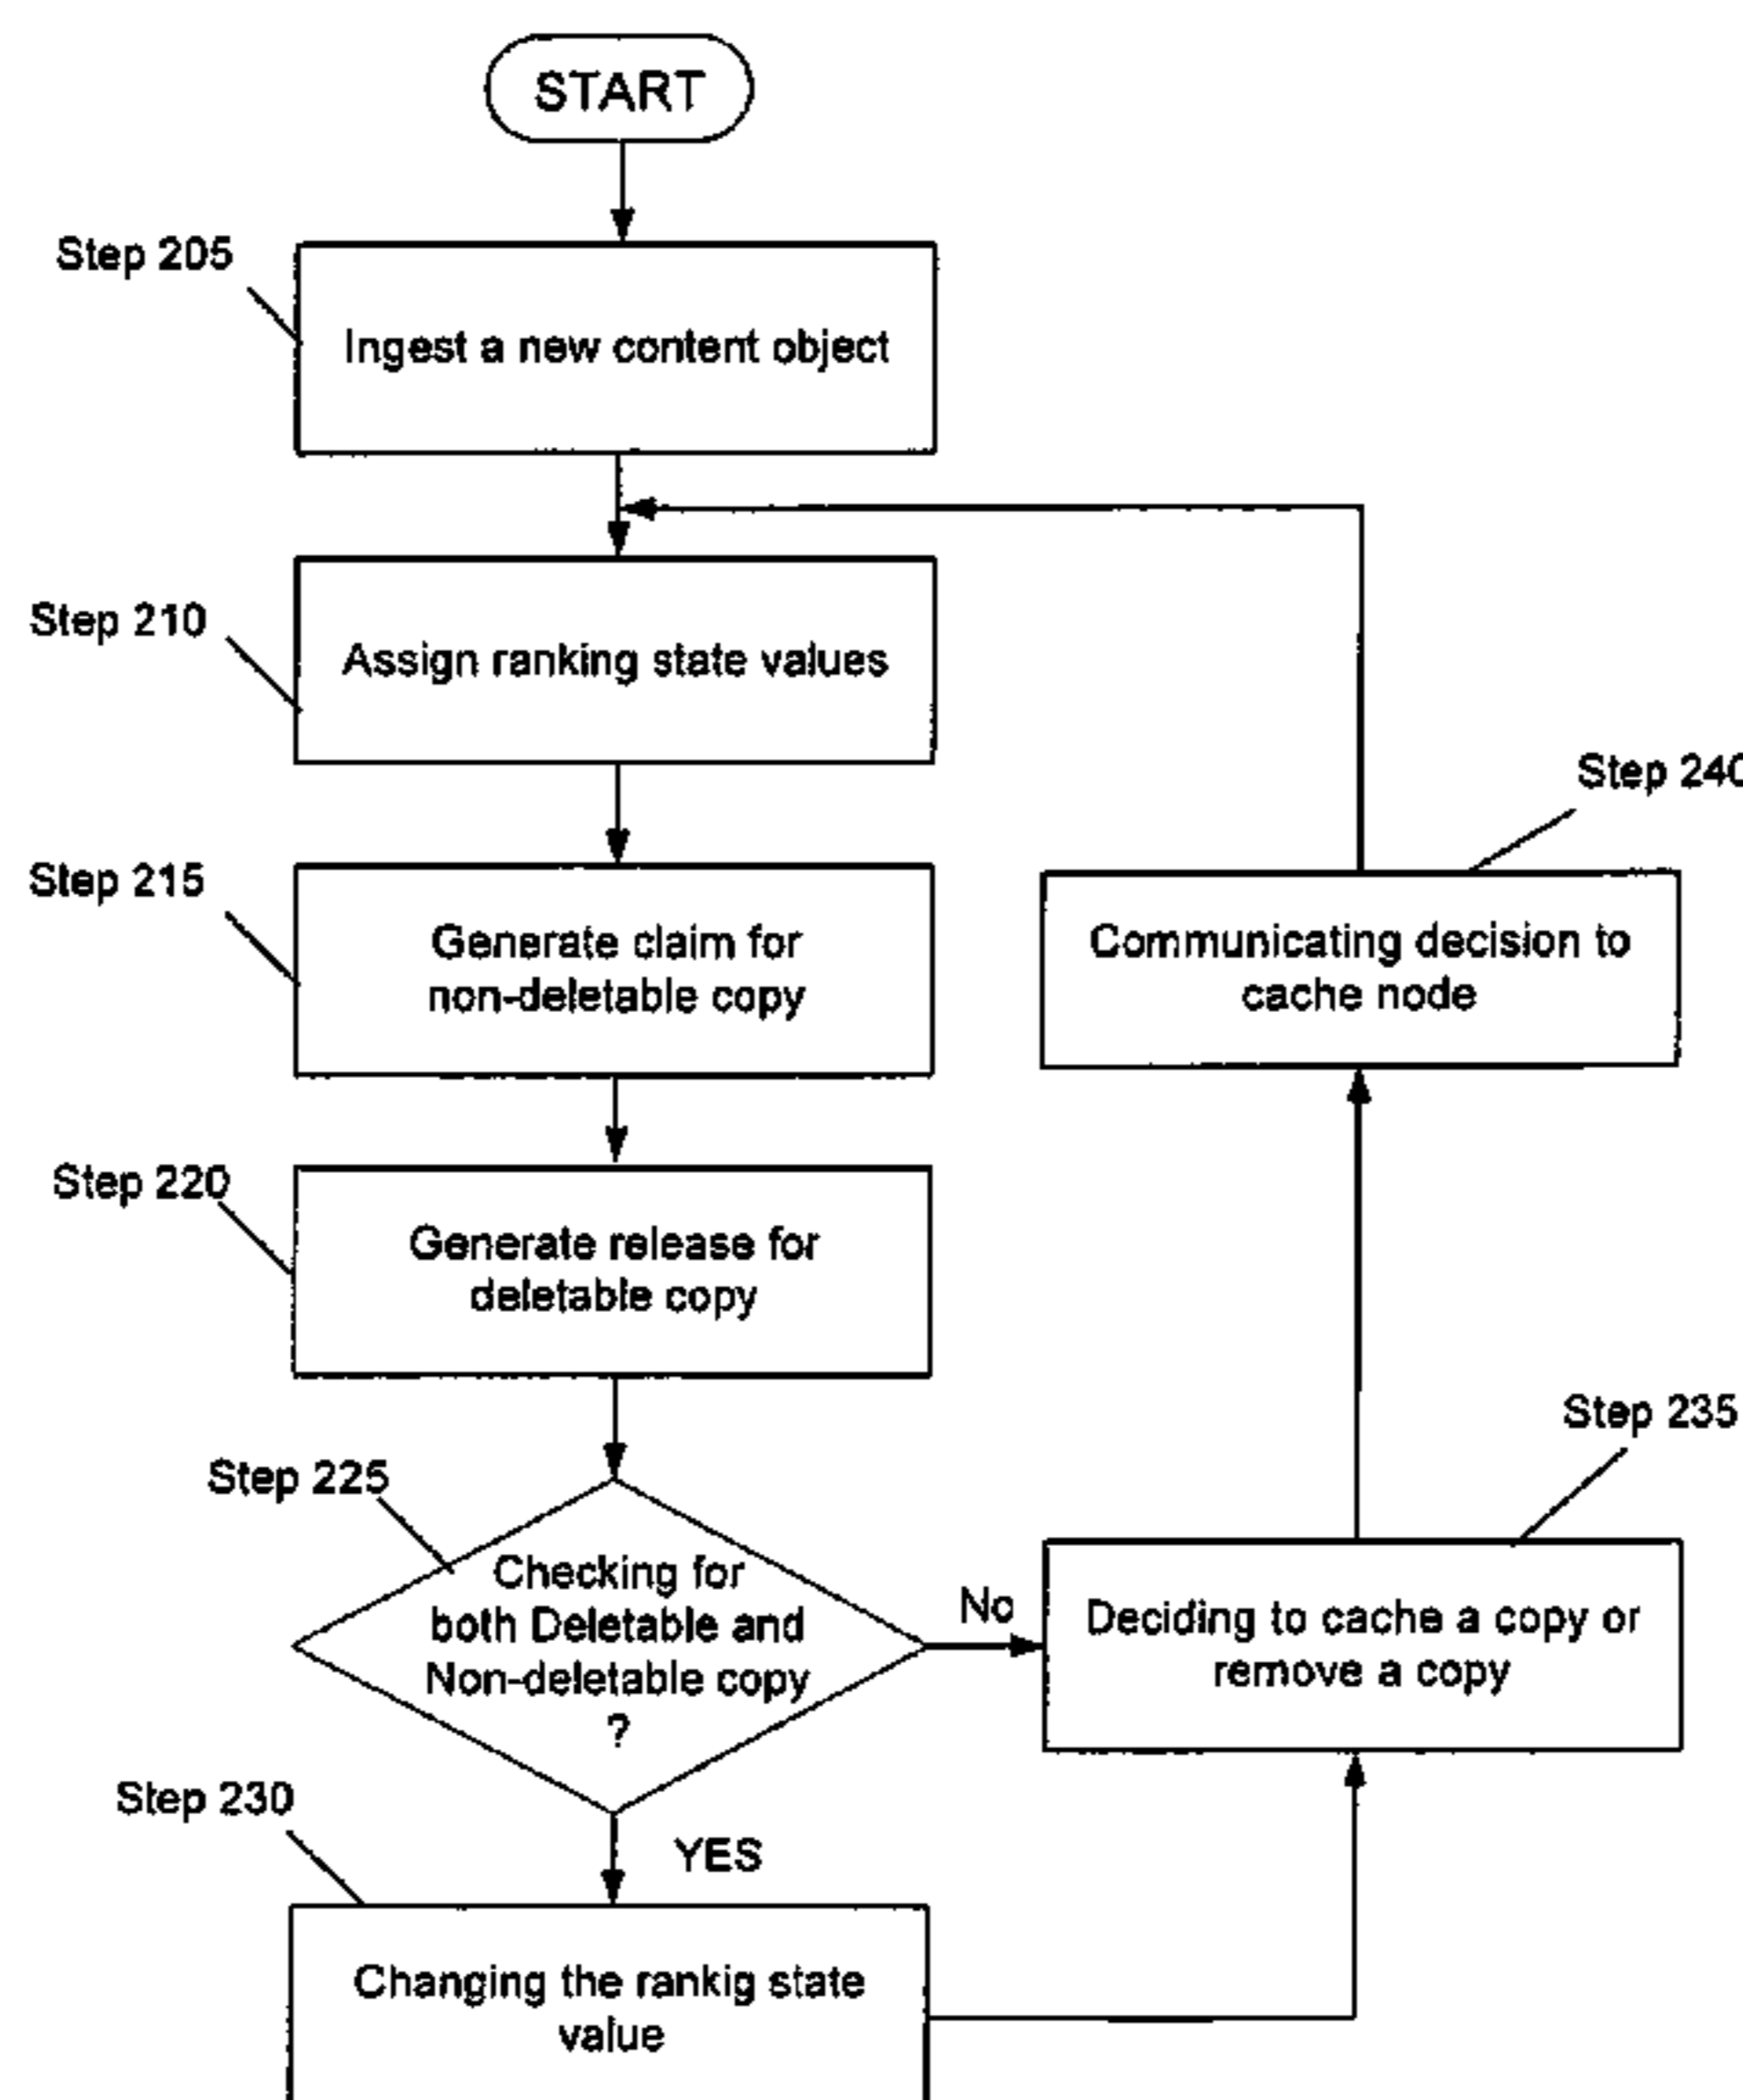 START
Step 205
Ingest a new content object
Step 210
Assign ranking state values
Step 240
Step 215
Generate claim for
non-deletable copy
Communicating decision to
cache node
Step 220
Generate release for
deletable copy
Step 235
Step 225
Checking for
both Deletable and
Non-deletable copy
?
No
Deciding to cache a copy or
remove a copy
Step 230
YES
Changing the rankig state
value